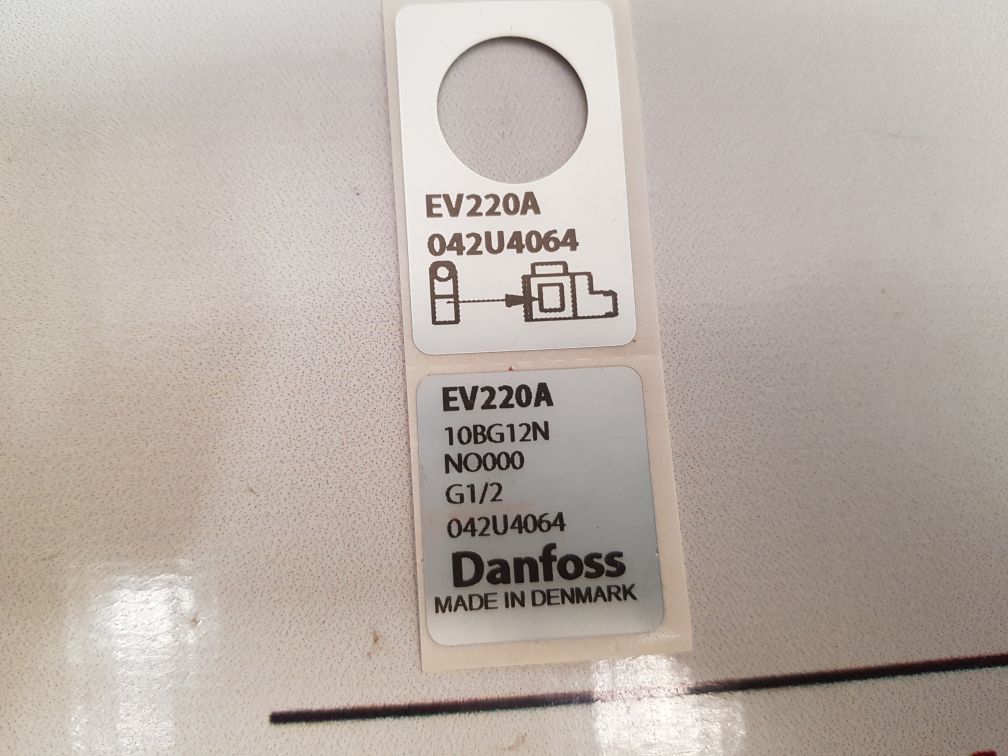 EV220A
042U4064
EV220A
10BG12N
NO000
G1/2
042U4064
Danfoss
MADE IN DENMARK